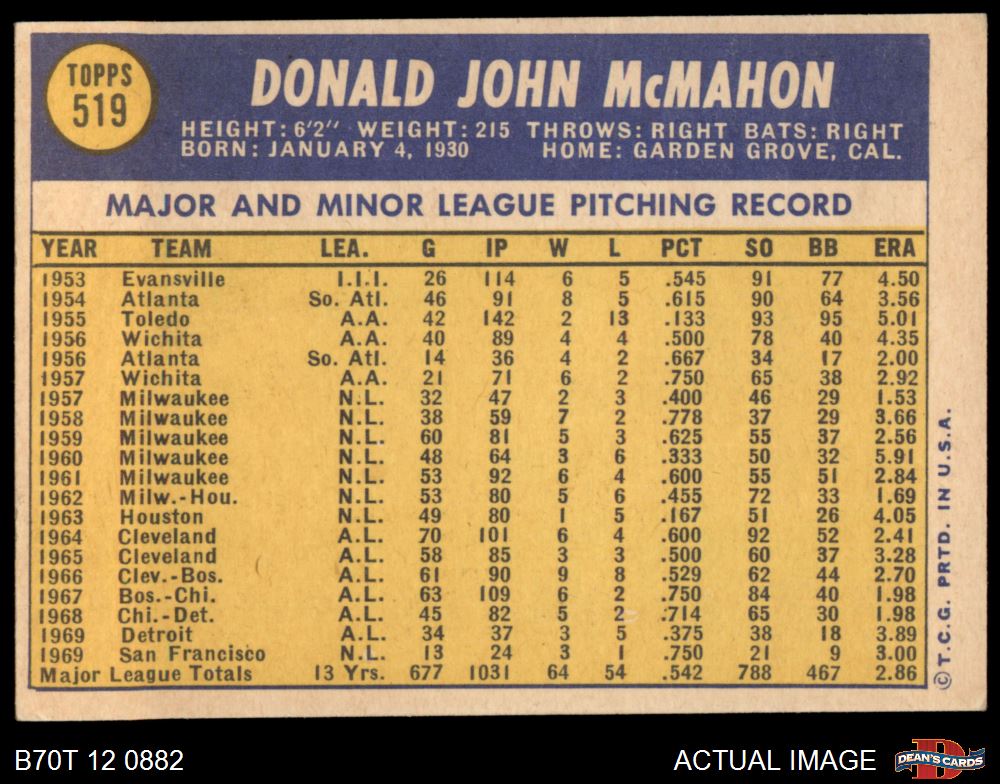 TOPPS
519
DONALD JOHN McMAHON
HEIGHT: 6'2" WEIGHT: 215 THROWS: RIGHT BATS: RIGHT
BORN: JANUARY 4, 1930 HOME: GARDEN GROVE, CAL.
MAJOR AND MINOR LEAGUE PITCHING RECORD
YEAR TEAM LEA. G IP W L PCT SO BB ERA
1953 Evansville I.I.I. 26 114 6 5 .545 91 77 4.50
1954 Atlanta So. Atl. 46 91 8 5 .615 90 64 3.56
1955 Toledo A.A. 42 142 2 13 .133 93 95 5.01
1956 Wichita A.A. 40 89 4 4 .500 78 40 4.35
1956 Atlanta So. Atl. 14 36 4 2 .667 34 17 2.00
1957 Wichita A.A. 21 71 6 2 .750 65 38 2.92
1957 Milwaukee N.L. 32 47 2 3 .400 46 29 1.53
1958 Milwaukee N.L. 38 59 7 2 .778 37 29 3.66
1959 Milwaukee N.L. 60 81 5 3 .625 55 37 2.56
1960 Milwaukee N.L. 48 64 3 6 .333 50 32 5.91
1961 Milwaukee N.L. 53 92 6 4 .600 55 51 2.84
1962 Milw.-Hou. N.L. 53 80 5 6 .455 72 33 1.69
1963 Houston N.L. 49 80 1 5 .167 51 26 4.05
1964 Cleveland A.L. 70 101 6 4 .600 92 52 2.41
1965 Cleveland A.L. 58 85 3 3 .500 60 37 3.28
1966 Clev.-Bos. A.L. 61 90 9 8 .529 62 44 2.70
1967 Bos.-Chi. A.L. 63 109 6 2 .750 84 40 1.98
1968 Chi.-Det. A.L. 45 82 5 2 .714 65 30 1.98
1969 Detroit A.L. 34 37 3 5 .375 38 18 3.89
1969 San Francisco N.L. 13 24 3 1 .750 21 9 3.00
Major League Totals 13 Yrs. 677 1031 64 54 .542 788 467 2.86
©T.C.G. PRTD. IN U.S.A.
B70T 12 0882 ACTUAL IMAGE
DEAN'S CARDS